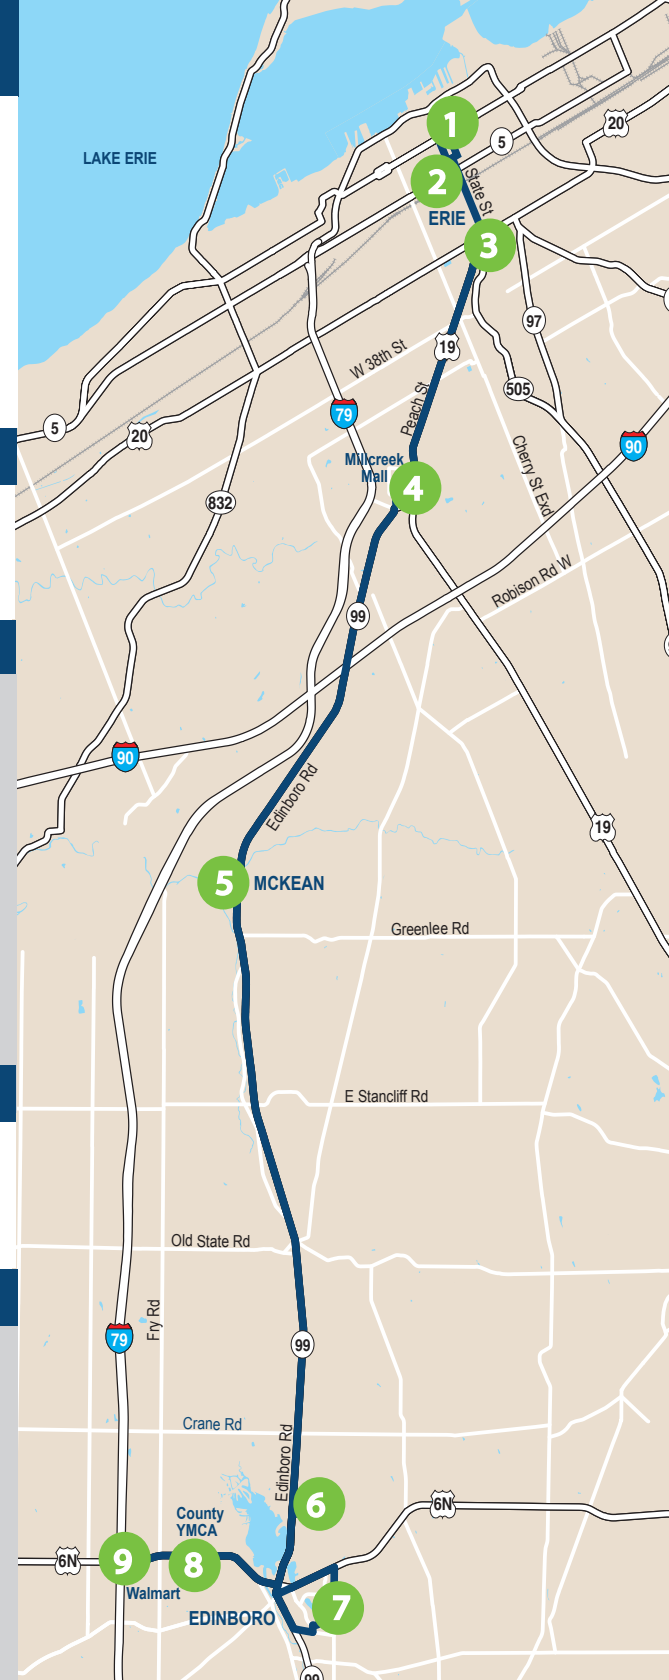 1
20
5
LAKE ERIE
2
State St
ERIE
3
97
19
W 38th St
505
79
Peach St
5
20
90
Millcreek
Mall
Cherry St Exd
4
832
Robison Rd W
99
90
Edinboro Rd
19
5
MCKEAN
Greenlee Rd
E Stancliff Rd
Old State Rd
Fry Rd
79
99
Crane Rd
Edinboro Rd
6
6N
County
YMCA
6N
9
8
Walmart
7
EDINBORO
99